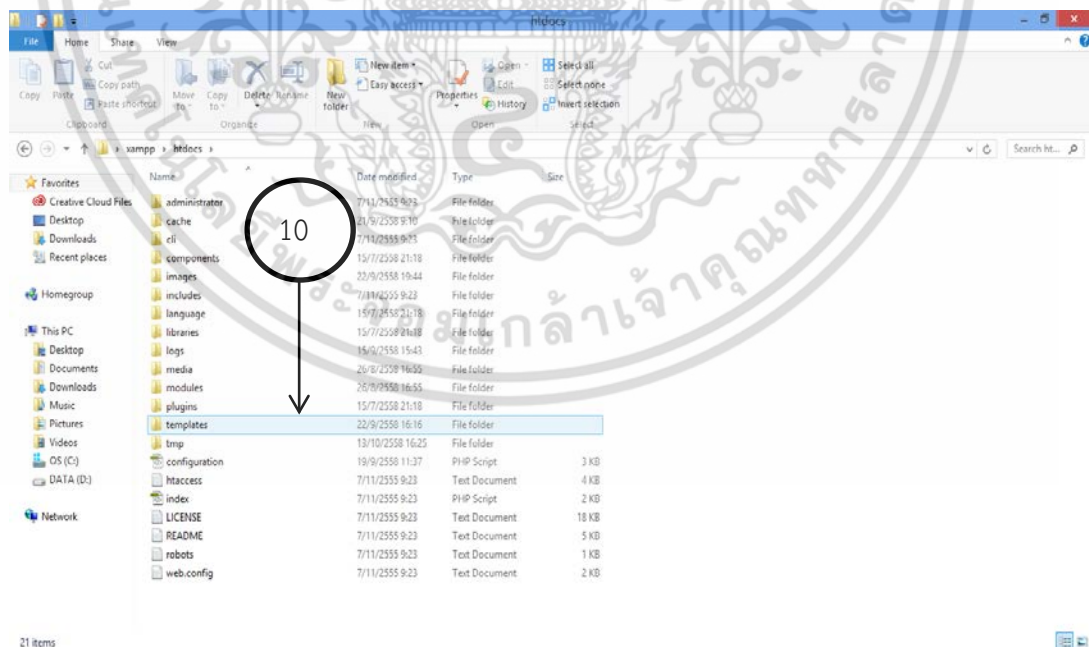 htdocs
File Home Share View
Copy Paste Cut Copy path Paste shortcut Move to Copy to Delete Rename New folder New item Easy access Properties Open Edit History Select all Select none Invert selection
Clipboard Organize New Open Select
xampp htdocs Search ht...
Name Date modified Type Size
Favorites
Creative Cloud Files
Desktop
Downloads
Recent places
Homegroup
This PC
Desktop
Documents
Downloads
Music
Pictures
Videos
OS (C:)
DATA (D:)
Network
administrator 7/11/2555 9:23 File folder
cache 21/9/2558 9:10 File folder
cli 7/11/2555 9:23 File folder
components 15/7/2558 21:18 File folder
images 22/9/2558 19:44 File folder
includes 7/11/2555 9:23 File folder
language 15/7/2558 21:18 File folder
libraries 15/7/2558 21:18 File folder
logs 15/9/2558 15:43 File folder
media 26/8/2558 16:55 File folder
modules 26/8/2558 16:55 File folder
plugins 15/7/2558 21:18 File folder
templates 22/9/2558 16:16 File folder
tmp 13/10/2558 16:25 File folder
configuration 19/9/2558 11:37 PHP Script 3 KB
htaccess 7/11/2555 9:23 Text Document 4 KB
index 7/11/2555 9:23 PHP Script 2 KB
LICENSE 7/11/2555 9:23 Text Document 18 KB
README 7/11/2555 9:23 Text Document 5 KB
robots 7/11/2555 9:23 Text Document 1 KB
web.config 7/11/2555 9:23 Text Document 2 KB
10
21 items